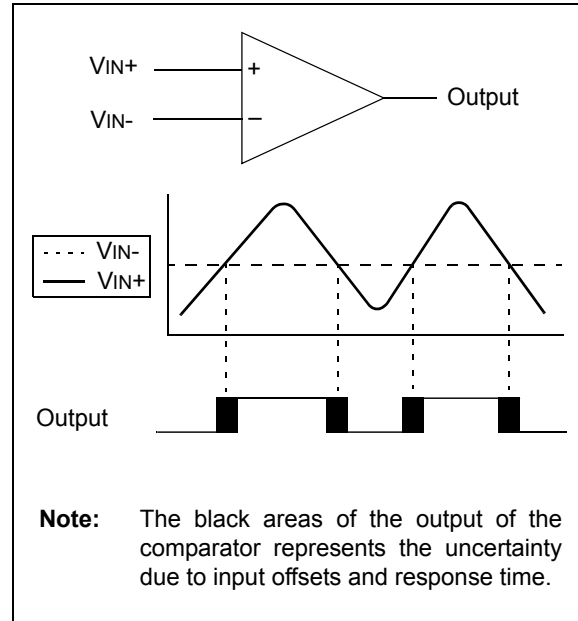 VIN+
+
Output
VIN-
−
VIN-
VIN+
Output
Note: The black areas of the output of the
comparator represents the uncertainty
due to input offsets and response time.